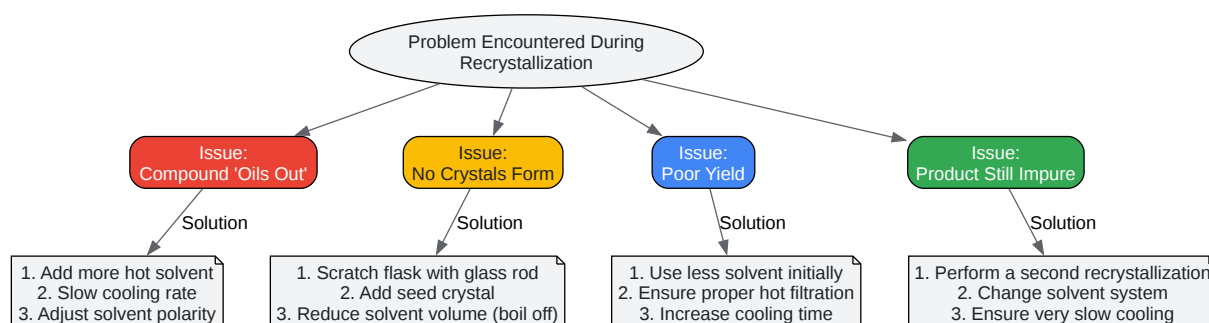 Problem Encountered During
Recrystallization
Issue:
Compound 'Oils Out'
Issue:
No Crystals Form
Issue:
Poor Yield
Issue:
Product Still Impure
Solution
Solution
Solution
Solution
1. Add more hot solvent
2. Slow cooling rate
3. Adjust solvent polarity
1. Scratch flask with glass rod
2. Add seed crystal
3. Reduce solvent volume (boil off)
1. Use less solvent initially
2. Ensure proper hot filtration
3. Increase cooling time
1. Perform a second recrystallization
2. Change solvent system
3. Ensure very slow cooling